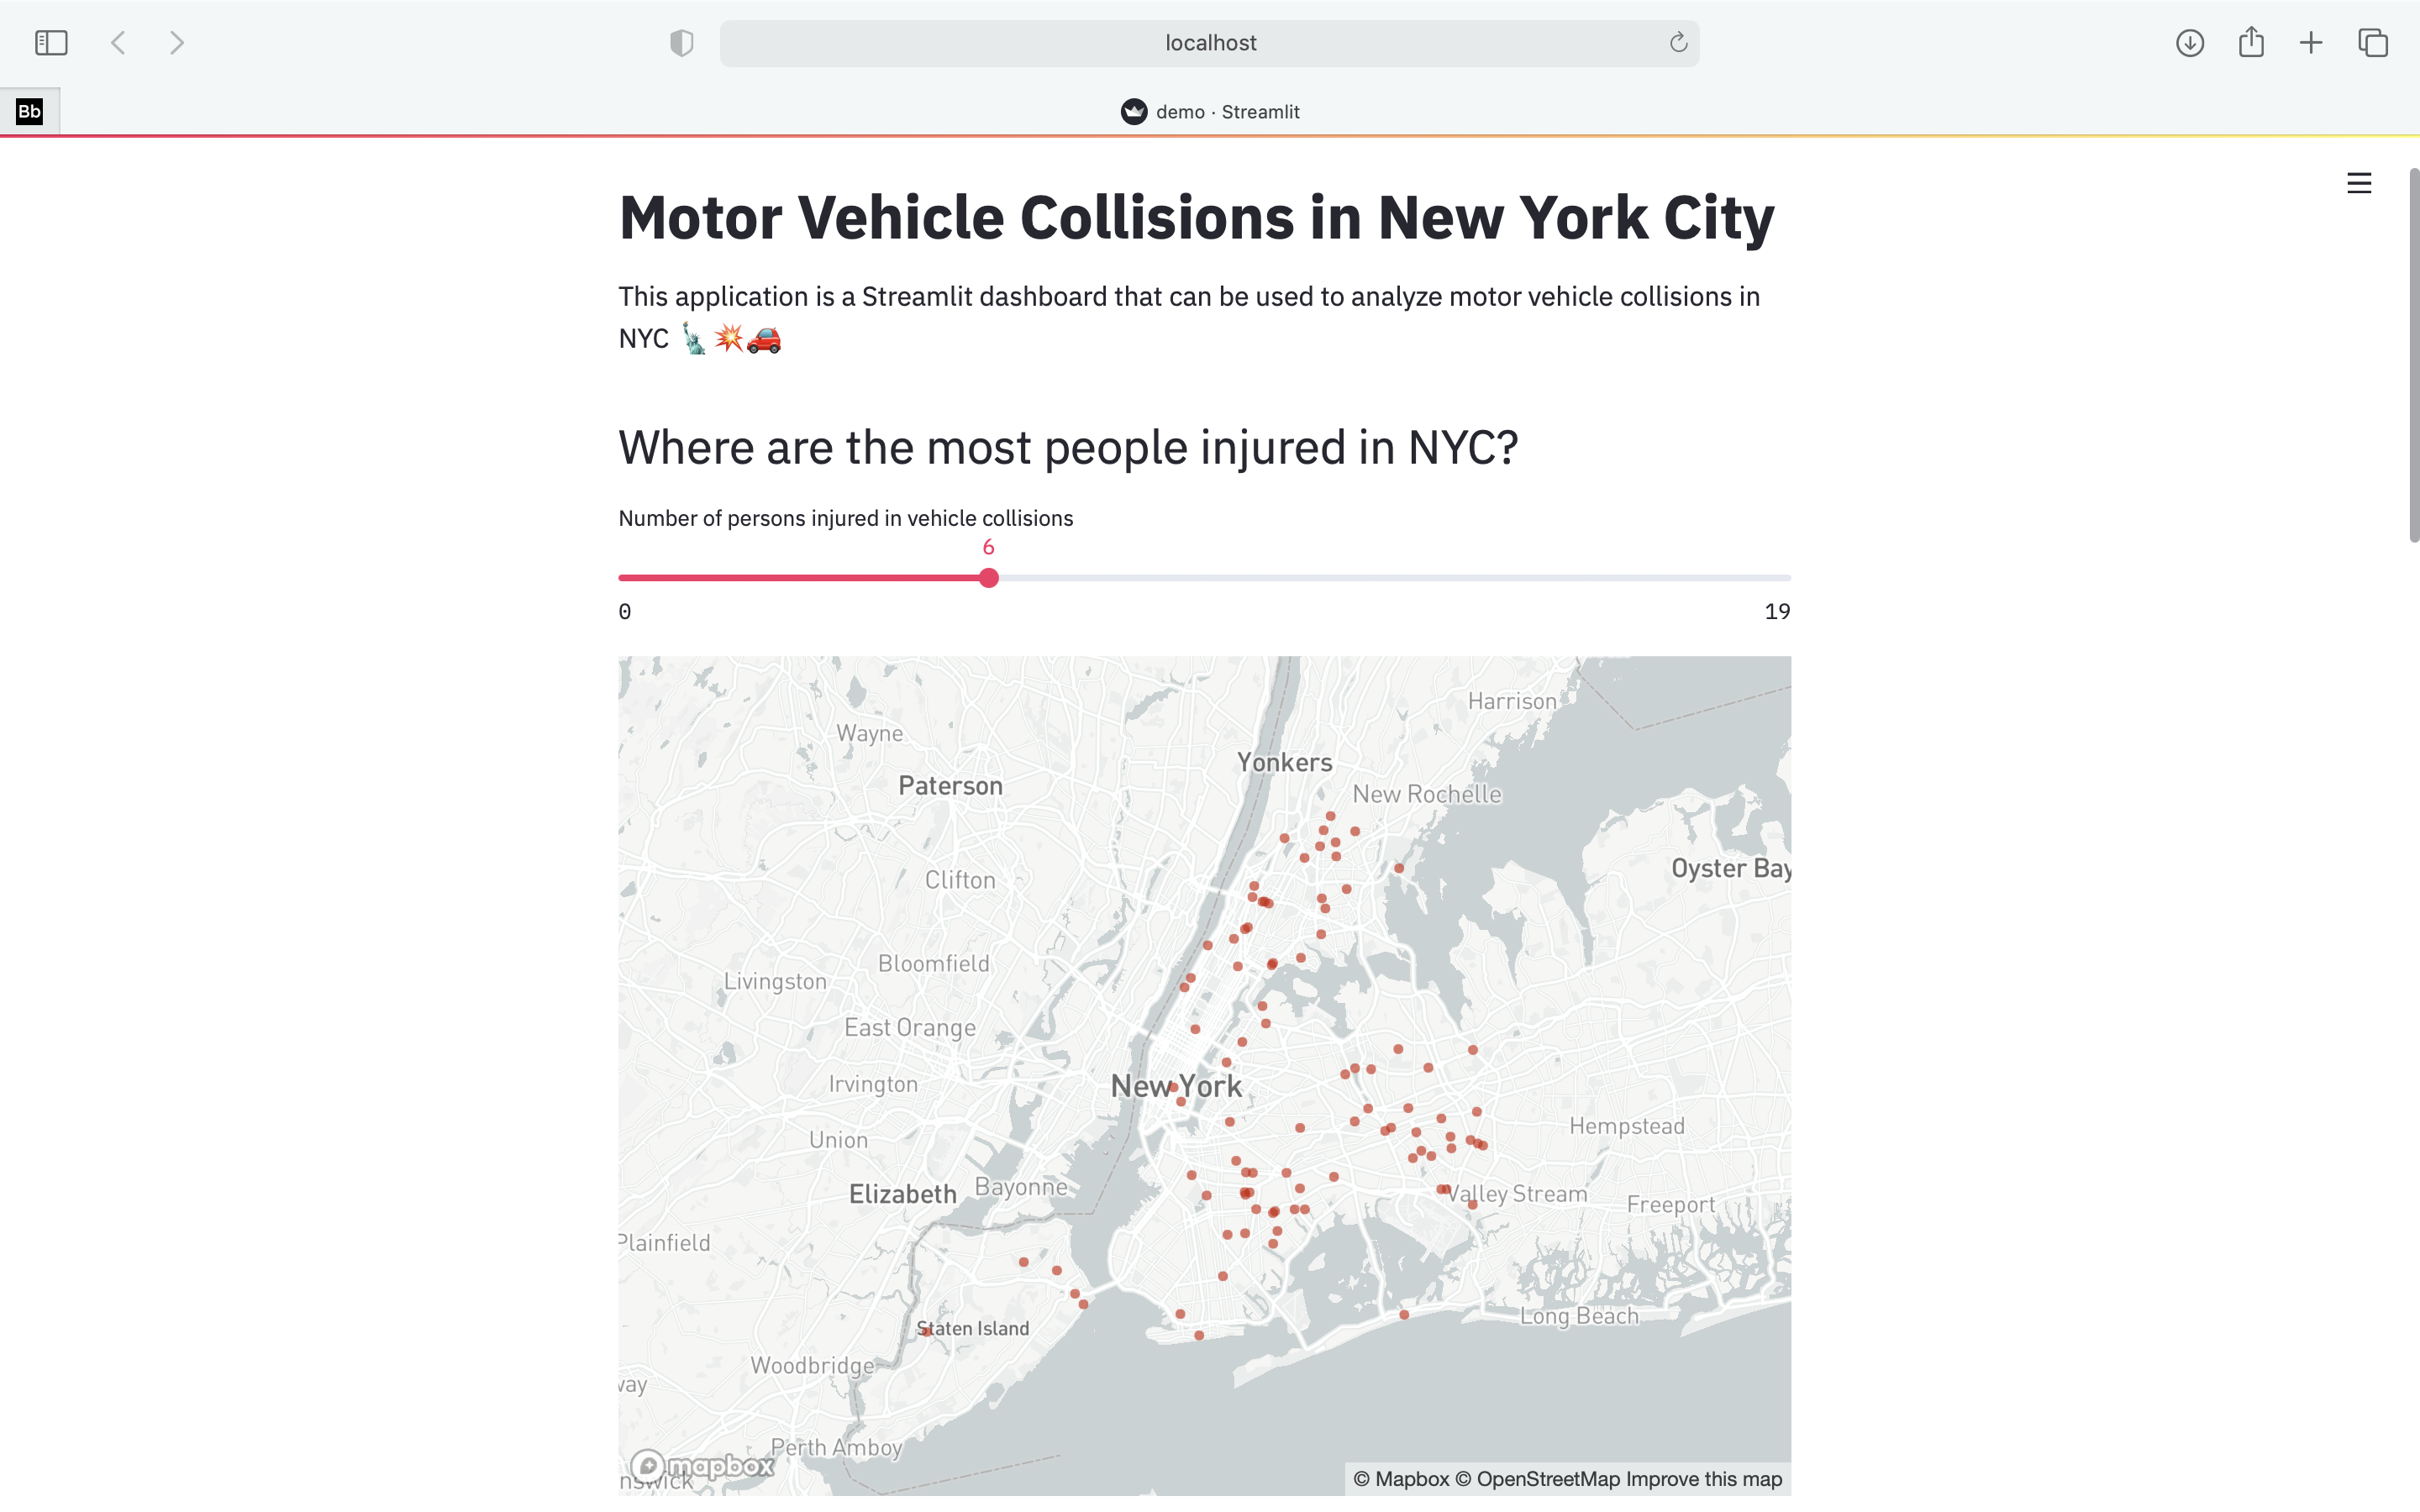 localhost
Bb
demo · Streamlit
Motor Vehicle Collisions in New York City
This application is a Streamlit dashboard that can be used to analyze motor vehicle collisions in
NYC 🗽💥🚗
Where are the most people injured in NYC?
Number of persons injured in vehicle collisions
6
0
19
Harrison
Wayne
Yonkers
Paterson
New Rochelle
Oyster Bay
Clifton
Bloomfield
Livingston
East Orange
Irvington
New York
Hempstead
Union
Elizabeth
Bayonne
Valley Stream
Freeport
Plainfield
Long Beach
Staten Island
Woodbridge
way
Perth Amboy
mapbox
nswick
© Mapbox © OpenStreetMap Improve this map